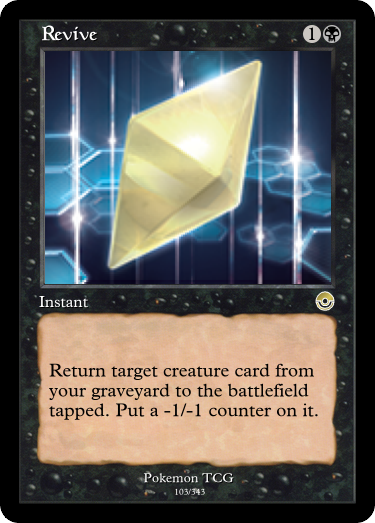 Revive 1
Instant
Return target creature card from
your graveyard to the battlefield
tapped. Put a -1/-1 counter on it.
Pokemon TCG
103/343